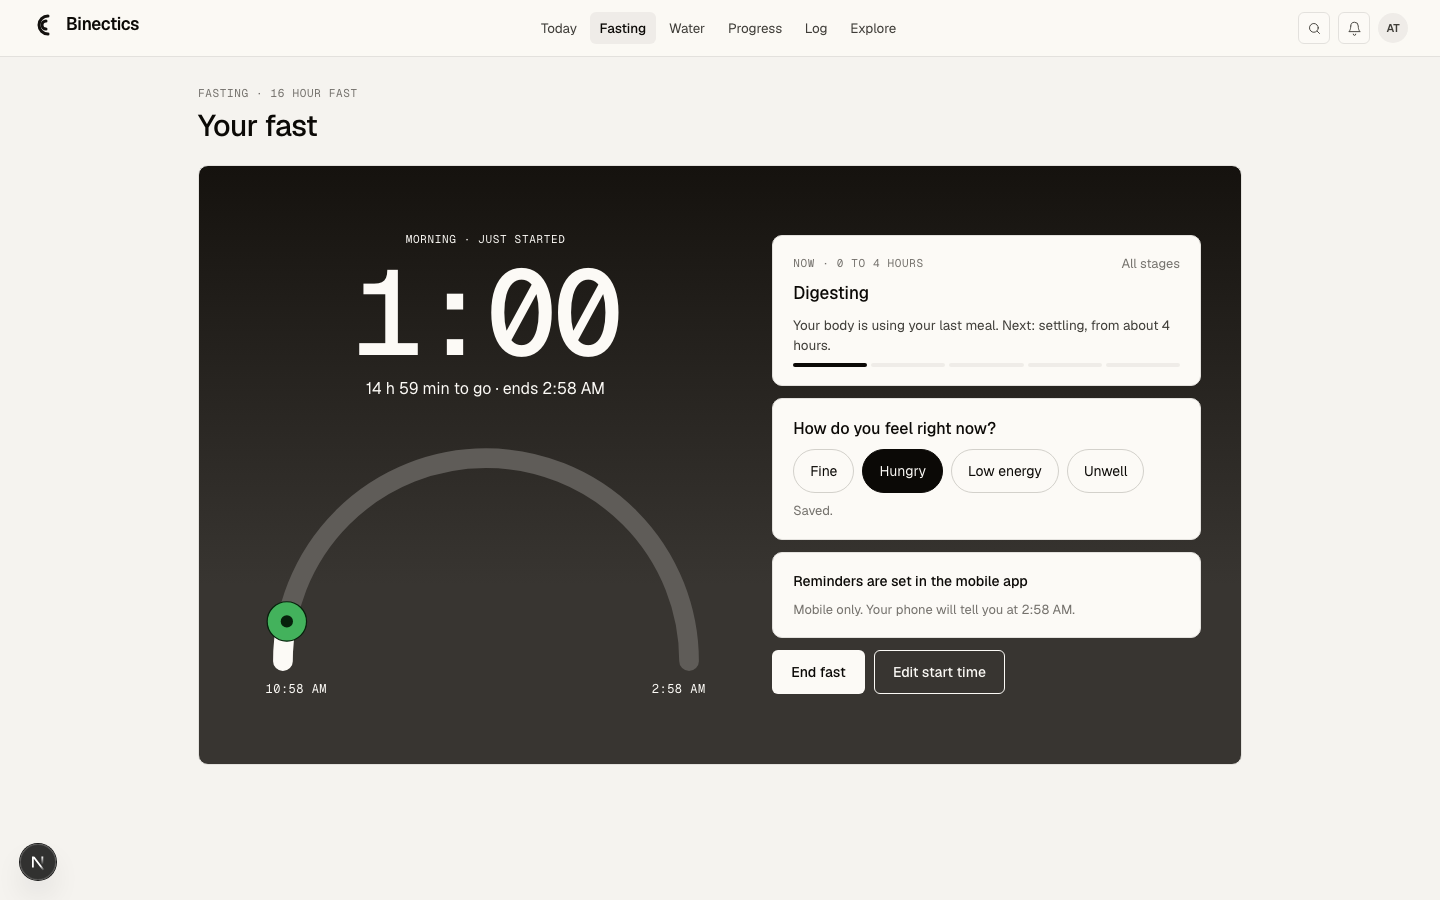 Binectics
Today
Fasting
Water
Progress
Log
Explore
AT
FASTING · 16 HOUR FAST
Your fast
MORNING · JUST STARTED
1:00
14 h 59 min to go · ends 2:58 AM
10:58 AM
2:58 AM
NOW · 0 TO 4 HOURS
All stages
Digesting
Your body is using your last meal. Next: settling, from about 4
hours.
How do you feel right now?
Fine
Hungry
Low energy
Unwell
Saved.
Reminders are set in the mobile app
Mobile only. Your phone will tell you at 2:58 AM.
End fast
Edit start time
N